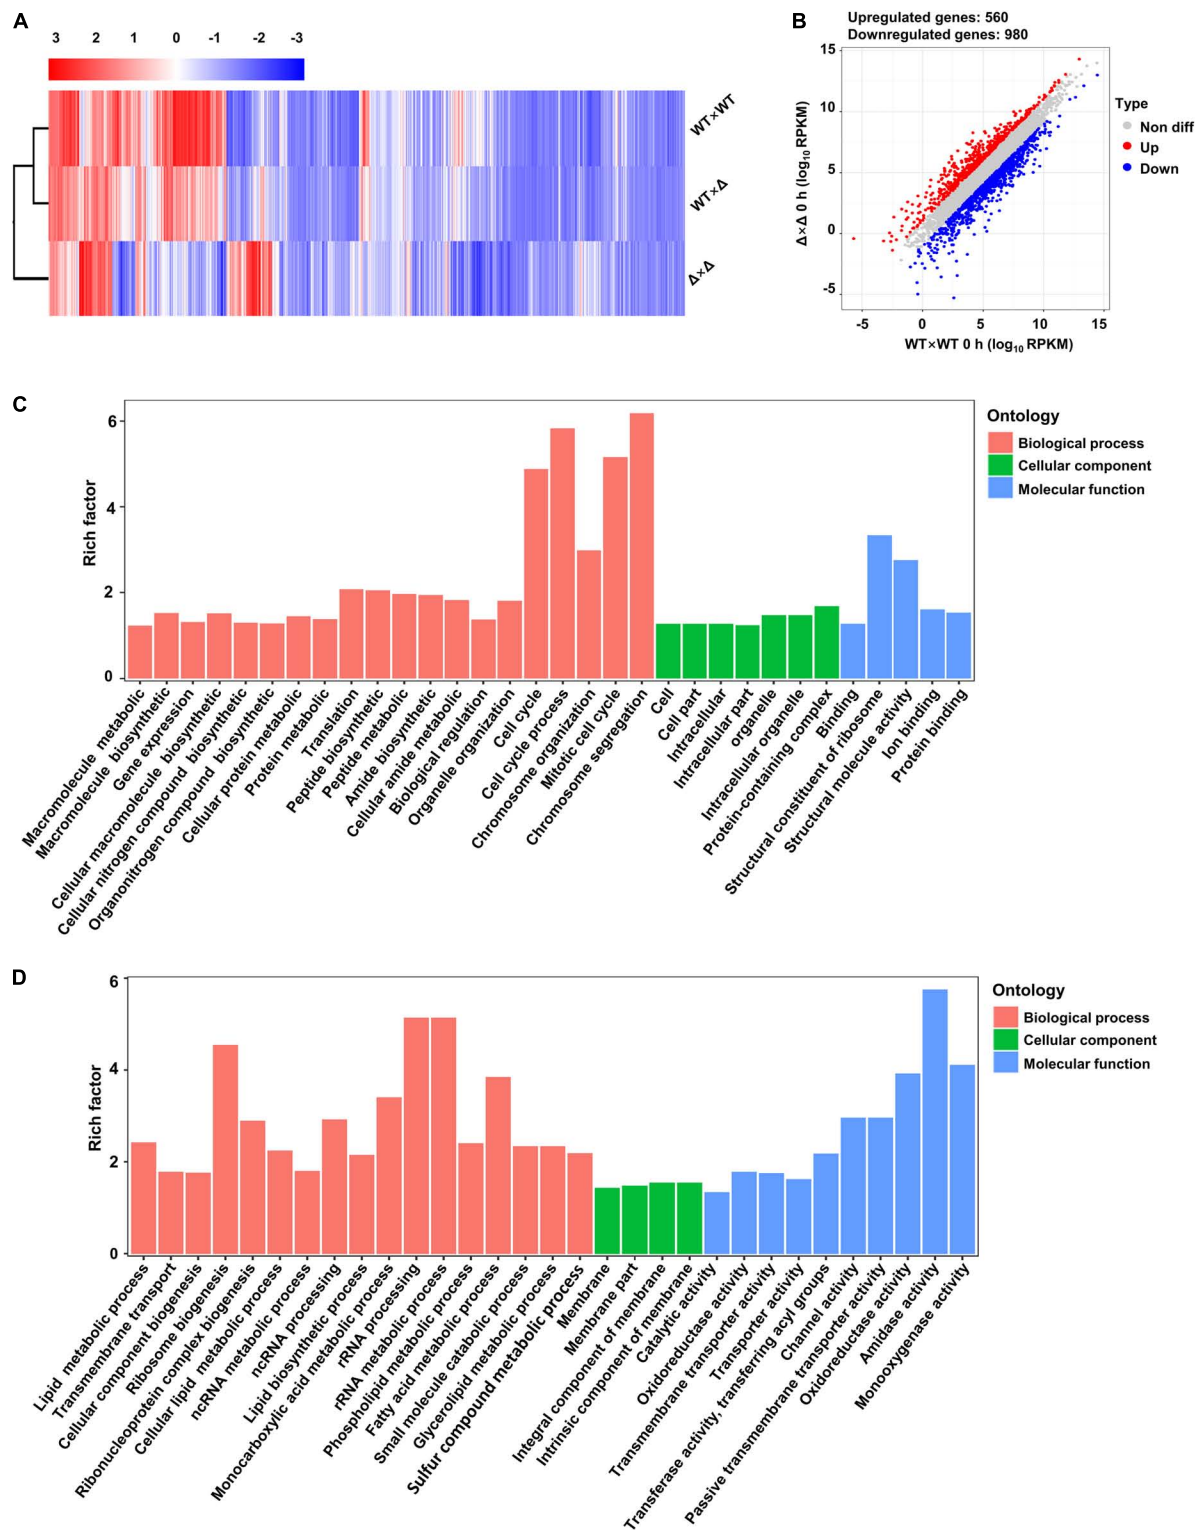 A
3 2 1 0 -1 -2 -3
WT×WT
WT×Δ
Δ×Δ
B
Upregulated genes: 560
Downregulated genes: 980
15
10
5
0
-5
Δ×Δ 0 h (log10 RPKM)
-5 0 5 10 15
WT×WT 0 h (log10 RPKM)
Type
Non diff
Up
Down
C
6
4
2
0
Rich factor
Ontology
Biological process
Cellular component
Molecular function
Macromolecule metabolic
Macromolecule biosynthetic
Gene expression
Cellular macromolecule biosynthetic
Cellular nitrogen compound biosynthetic
Organonitrogen compound biosynthetic
Cellular protein metabolic
Protein metabolic
Translation
Peptide biosynthetic
Peptide metabolic
Amide biosynthetic
Cellular amide metabolic
Biological regulation
Organelle organization
Cell cycle
Cell cycle process
Chromosome organization
Mitotic cell cycle
Chromosome segregation
Cell
Cell part
Intracellular
Intracellular part
organelle
Intracellular organelle
Protein-containing complex
Binding
Structural constituent of ribosome
Structural molecule activity
Ion binding
Protein binding
D
6
4
2
0
Rich factor
Ontology
Biological process
Cellular component
Molecular function
Lipid metabolic process
Transmembrane transport
Cellular component biogenesis
Ribosome biogenesis
Ribonucleoprotein complex biogenesis
Cellular lipid metabolic process
ncRNA metabolic process
ncRNA processing
Lipid biosynthetic process
Monocarboxylic acid metabolic process
rRNA processing
rRNA metabolic process
Phospholipid metabolic process
Fatty acid metabolic process
Small molecule catabolic process
Glycerolipid metabolic process
Sulfur compound metabolic process
Membrane
Membrane part
Integral component of membrane
Intrinsic component of membrane
Catalytic activity
Oxidoreductase activity
Transmembrane transporter activity
Transporter activity
Transferase activity, transferring acyl groups
Channel activity
Passive transmembrane transporter activity
Oxidoreductase activity
Amidase activity
Monooxygenase activity